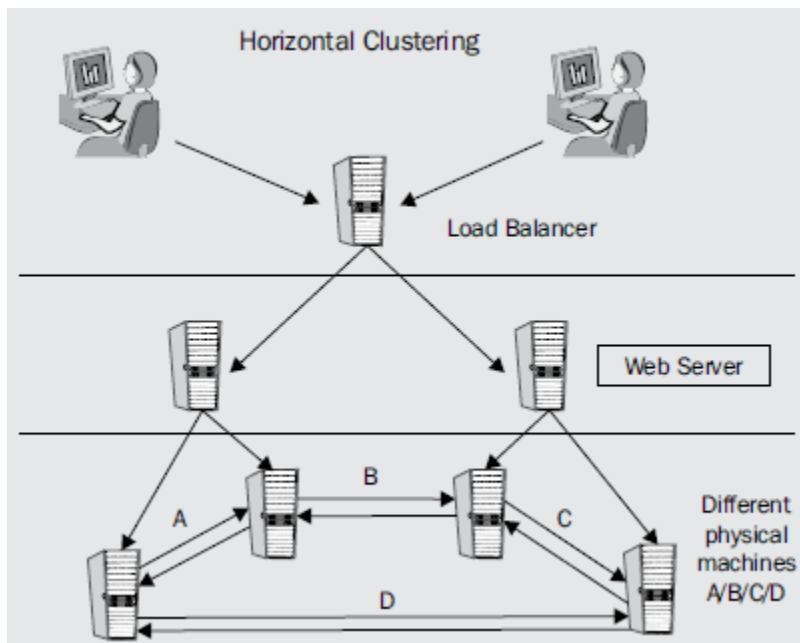 Horizontal Clustering
Load Balancer
Web Server
B
A
C
D
Different
physical
machines
A/B/C/D